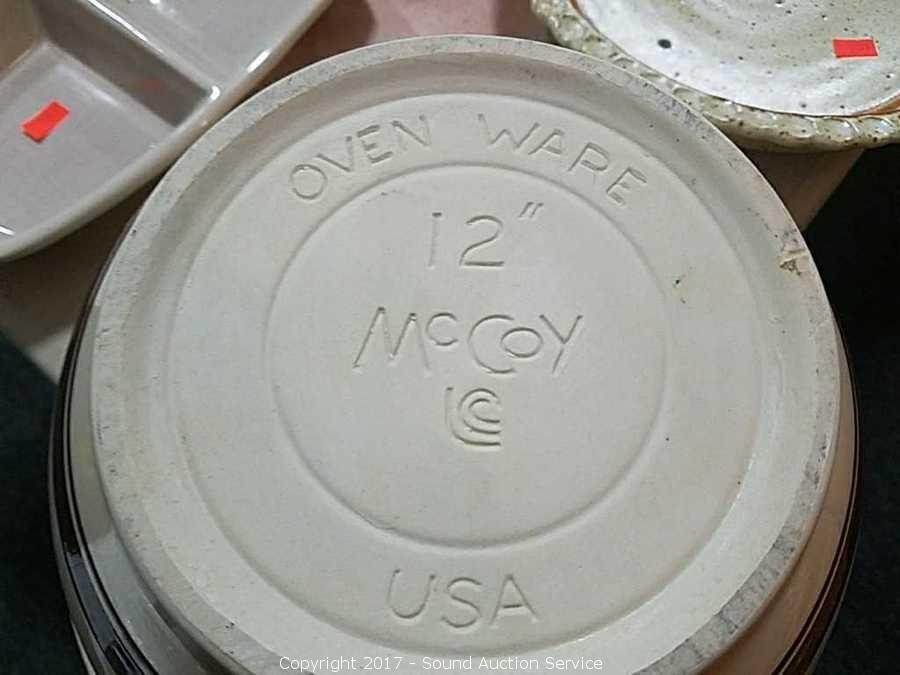 OVEN WARE
12"
McCoy
LCC
USA
Copyright 2017 - Sound Auction Service